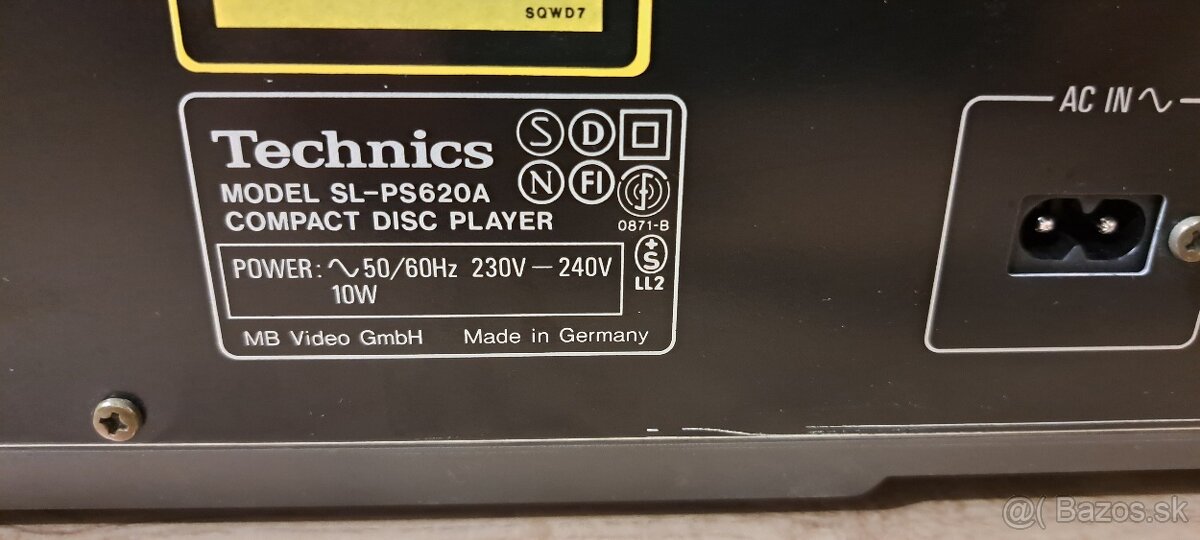 SQWD7
Technics
S D
N FI
MODEL SL-PS620A
COMPACT DISC PLAYER
0871-B
POWER: ∿50/60Hz 230V－240V
10W
+
S
LL2
MB Video GmbH Made in Germany
AC IN ∿
@( Bazos.sk